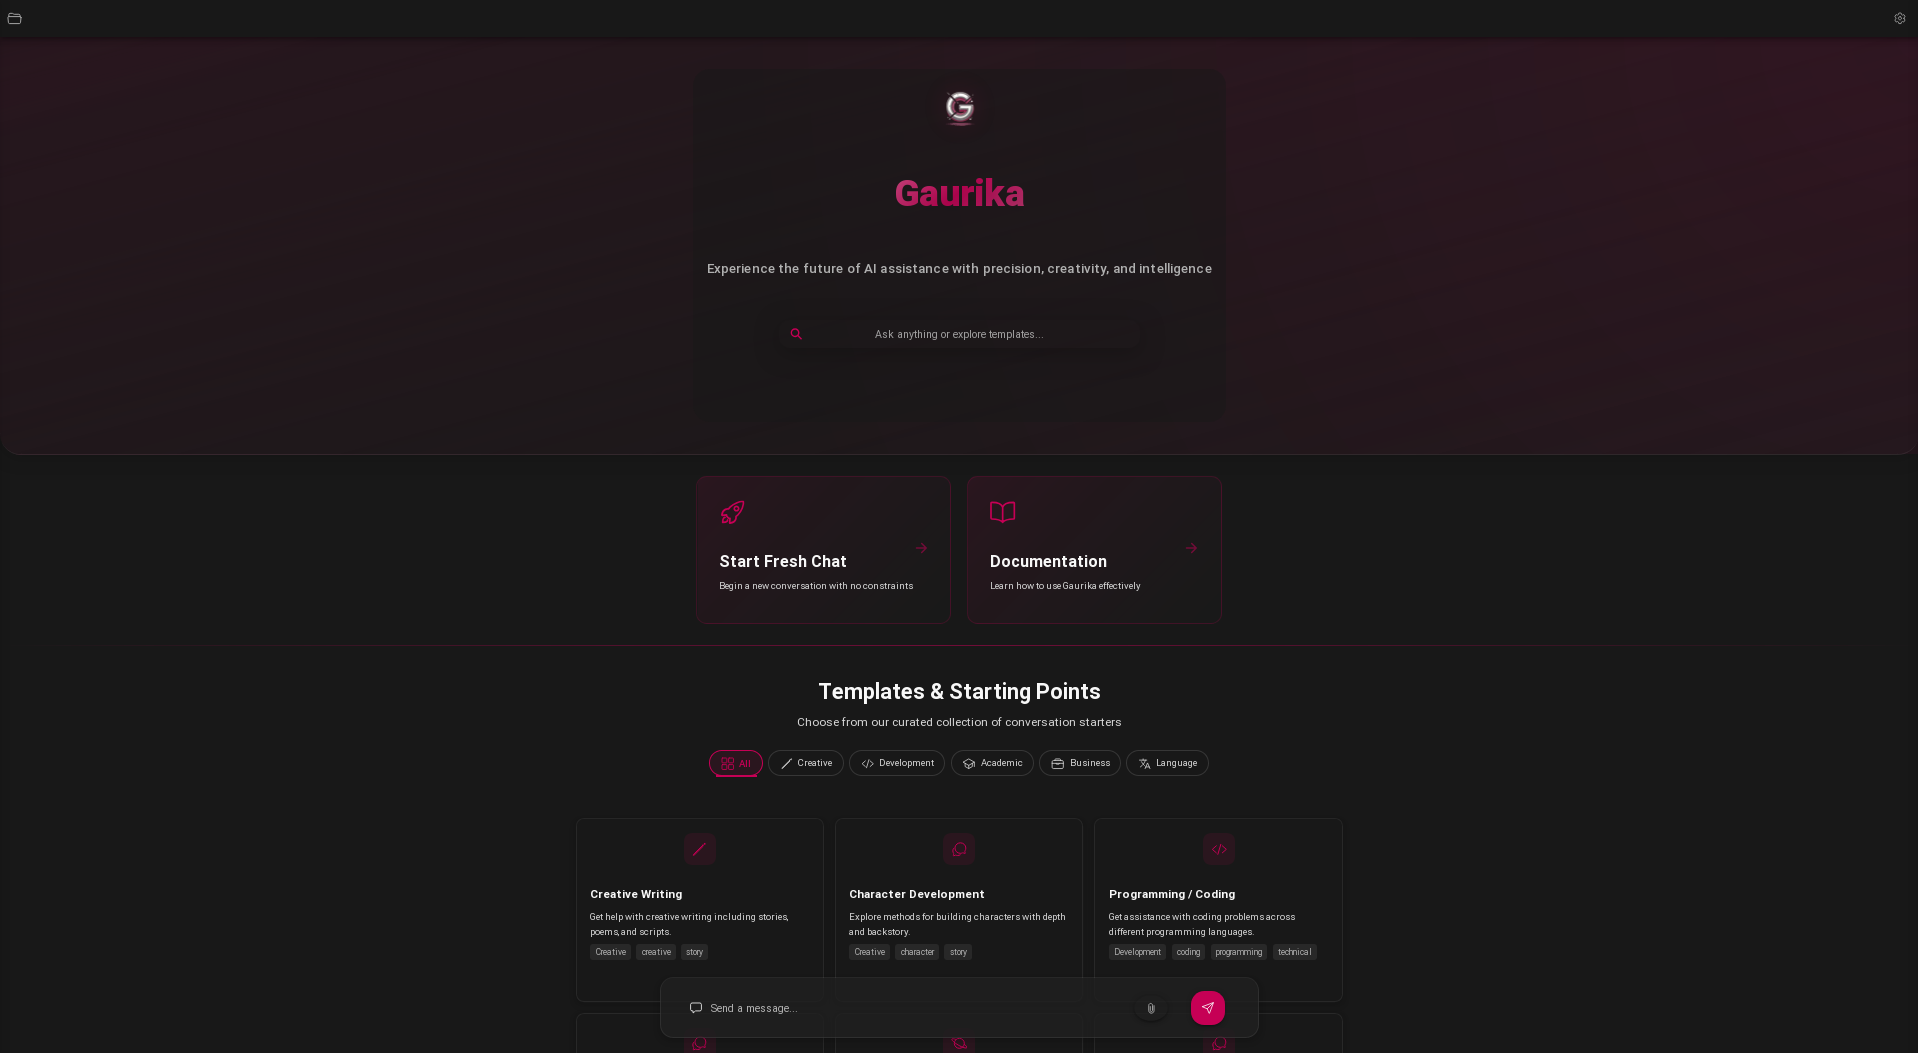 G
Gaurika
Experience the future of AI assistance with precision, creativity, and intelligence
Ask anything or explore templates...
Start Fresh Chat
Begin a new conversation with no constraints
Documentation
Learn how to use Gaurika effectively
Templates & Starting Points
Choose from our curated collection of conversation starters
All Creative Development Academic Business Language
Creative Writing
Get help with creative writing including stories,
poems, and scripts.
Creative creative story
Character Development
Explore methods for building characters with depth
and backstory.
Creative character story
Programming / Coding
Get assistance with coding problems across
different programming languages.
Development coding programming technical
Send a message...